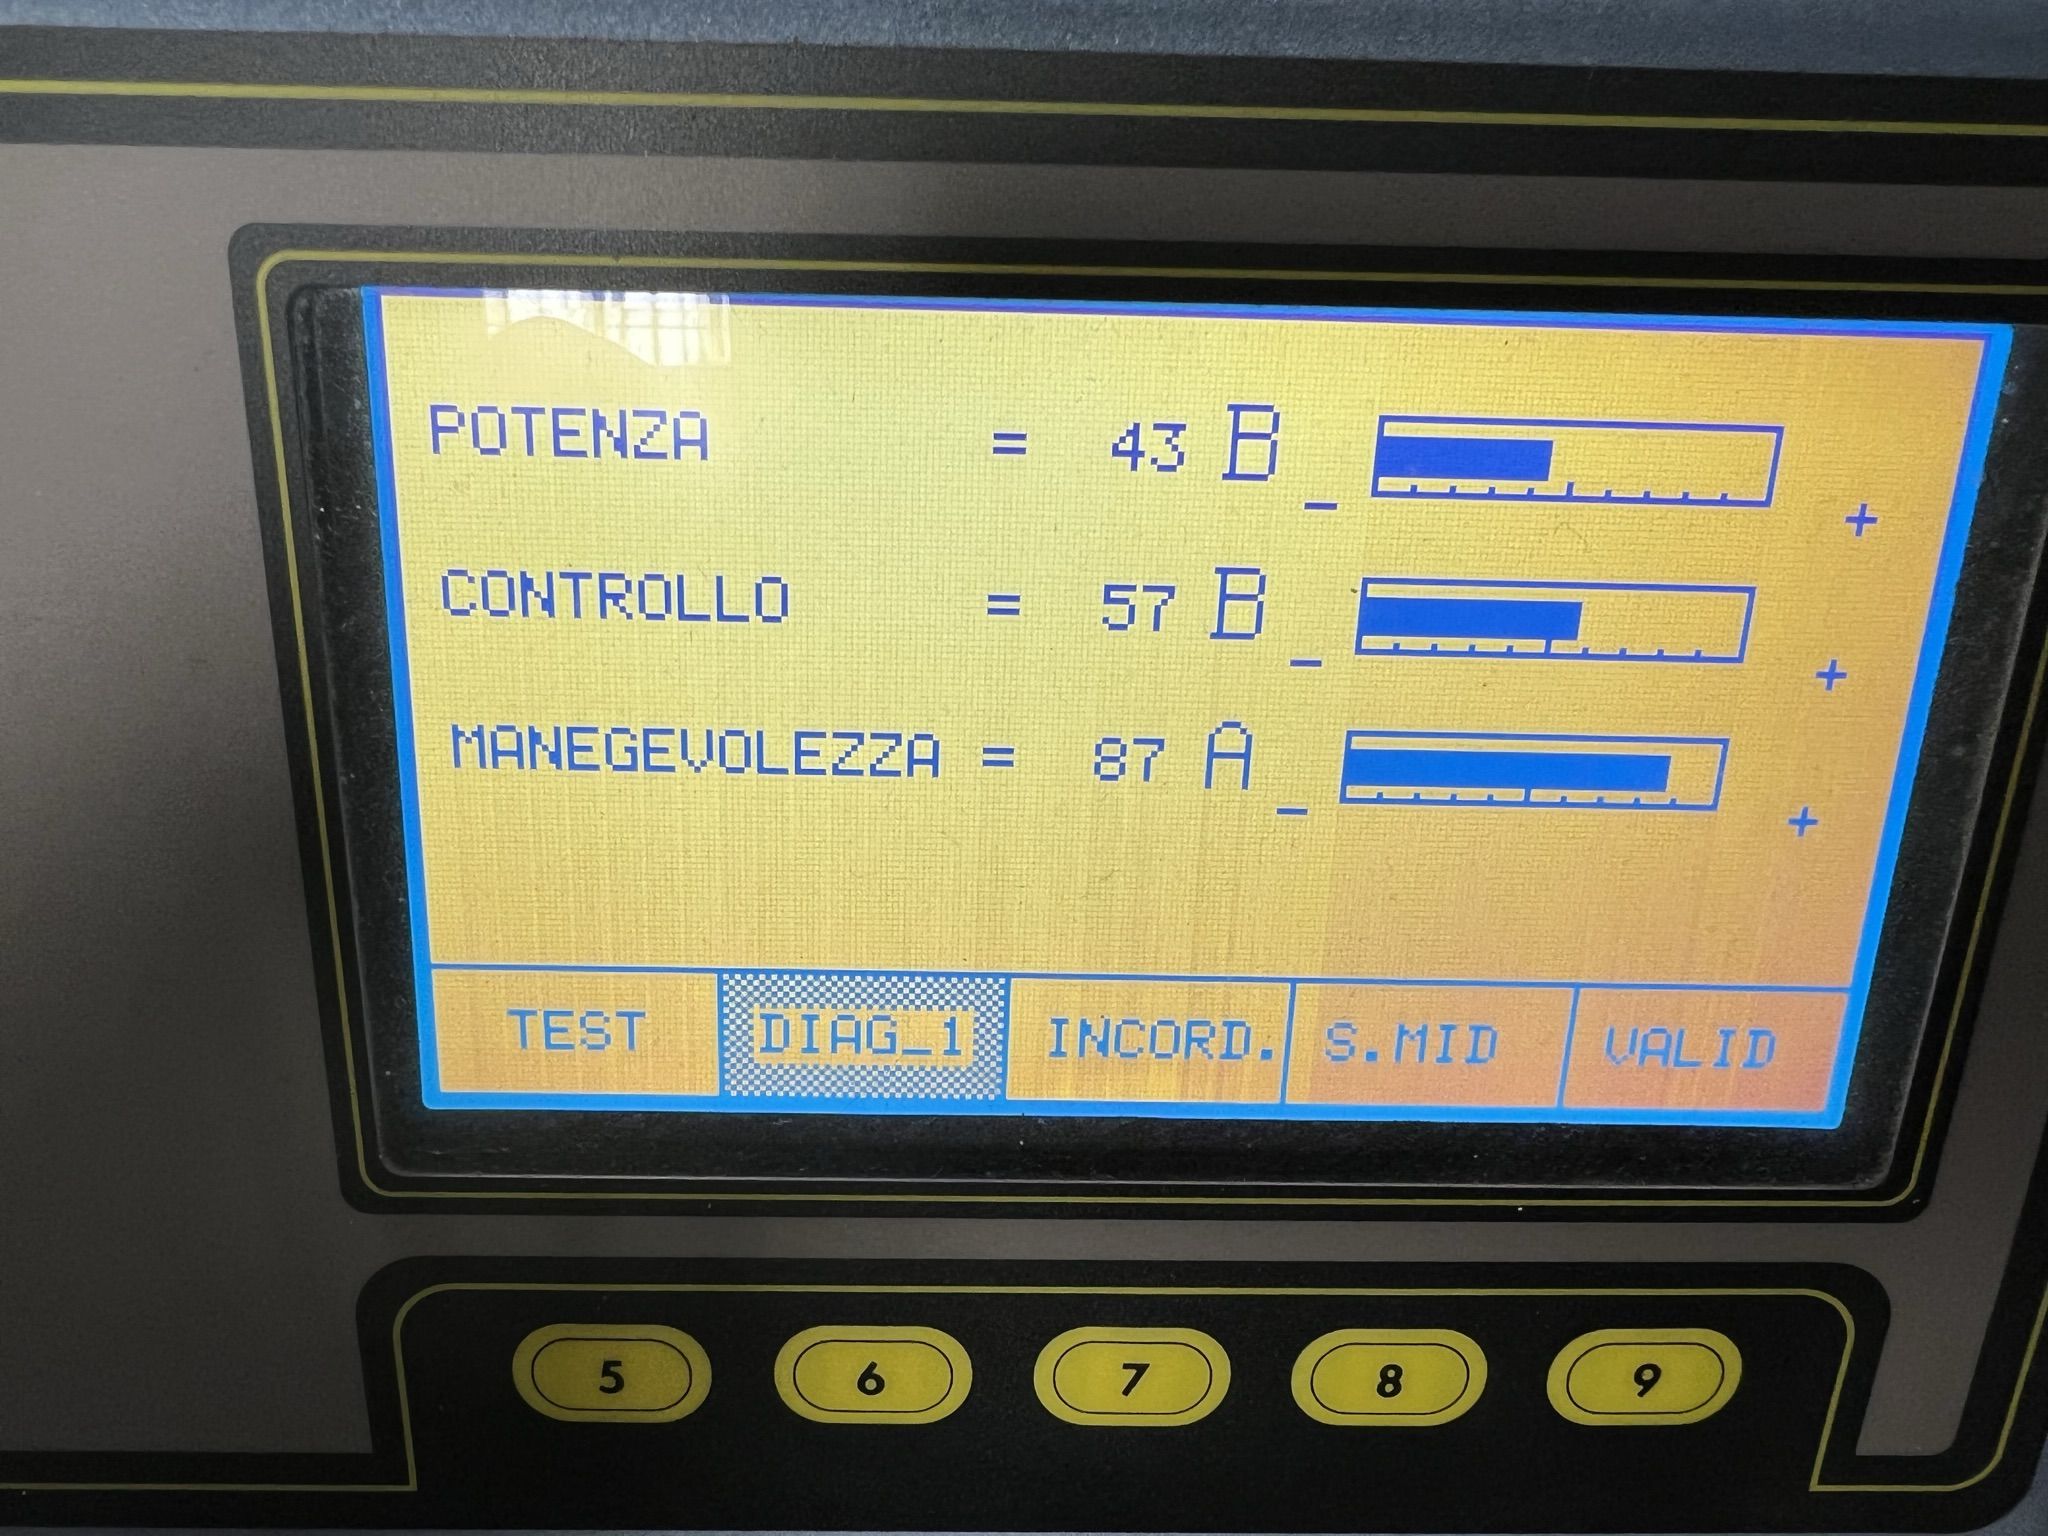 POTENZA = 43 B - +
CONTROLLO = 57 B - +
MANEGEVOLEZZA = 87 A - +
TEST DIAG_1 INCORD. S.MID VALID
5 6 7 8 9